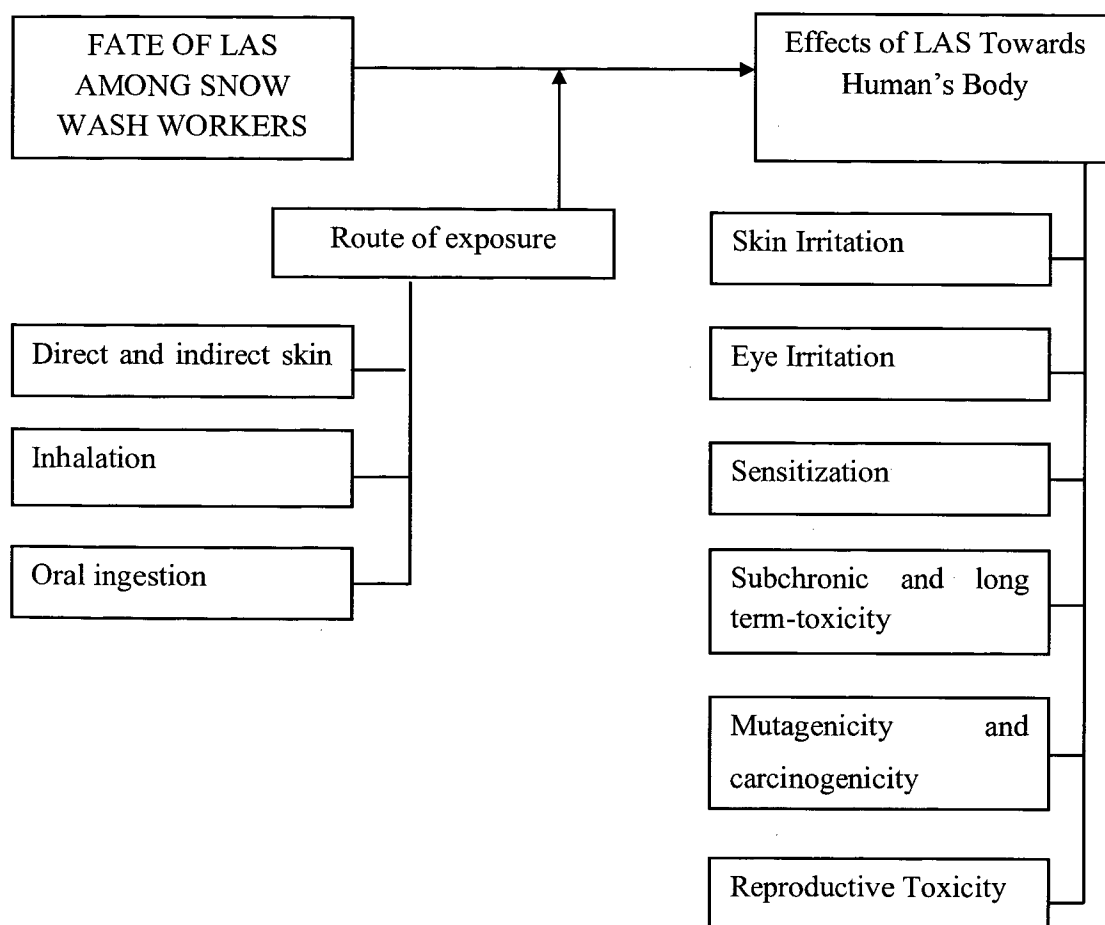 FATE OF LAS
AMONG SNOW
WASH WORKERS
Effects of LAS Towards
Human's Body
Route of exposure
Direct and indirect skin
Inhalation
Oral ingestion
Skin Irritation
Eye Irritation
Sensitization
Subchronic and long
term-toxicity
Mutagenicity and
carcinogenicity
Reproductive Toxicity